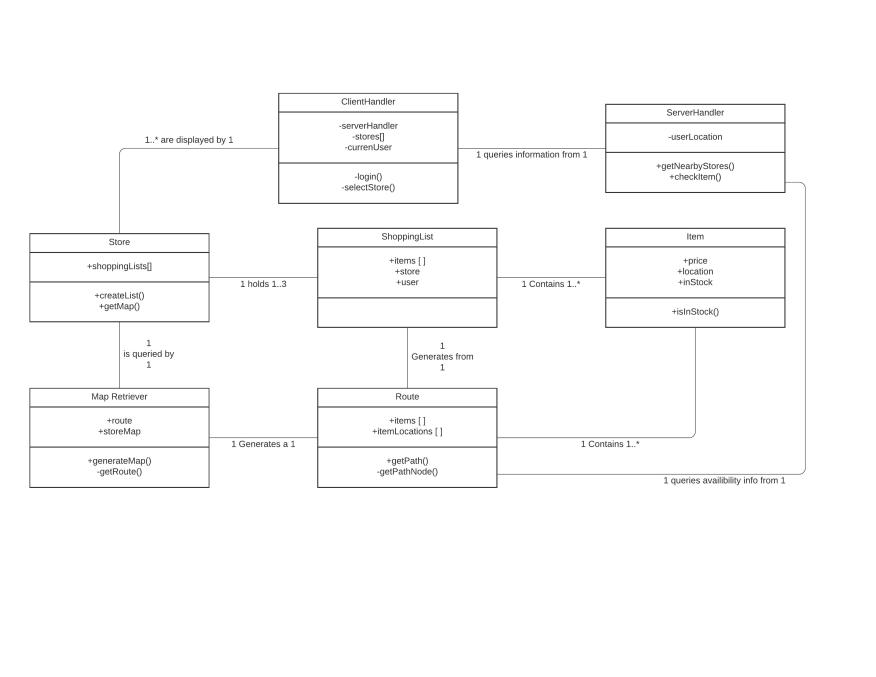 ClientHandler
-serverHandler
-stores[]
-currenUser
-login()
-selectStore()
ServerHandler
-userLocation
+getNearbyStores()
+checkItem()
1..* are displayed by 1
1 queries information from 1
Store
+shoppingLists[]
+createList()
+getMap()
1 holds 1..3
ShoppingList
+items [ ]
+store
+user
1 Contains 1..*
Item
+price
+location
+inStock
+isInStock()
1
is queried by
1
1
Generates from
1
Map Retriever
+route
+storeMap
+generateMap()
-getRoute()
1 Generates a 1
Route
+items [ ]
+itemLocations [ ]
+getPath()
-getPathNode()
1 Contains 1..*
1 queries availibility info from 1